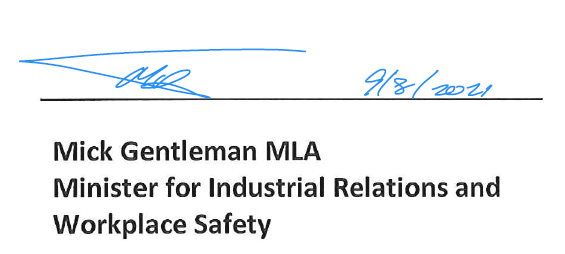 9/8/2021
Mick Gentleman MLA
Minister for Industrial Relations and
Workplace Safety